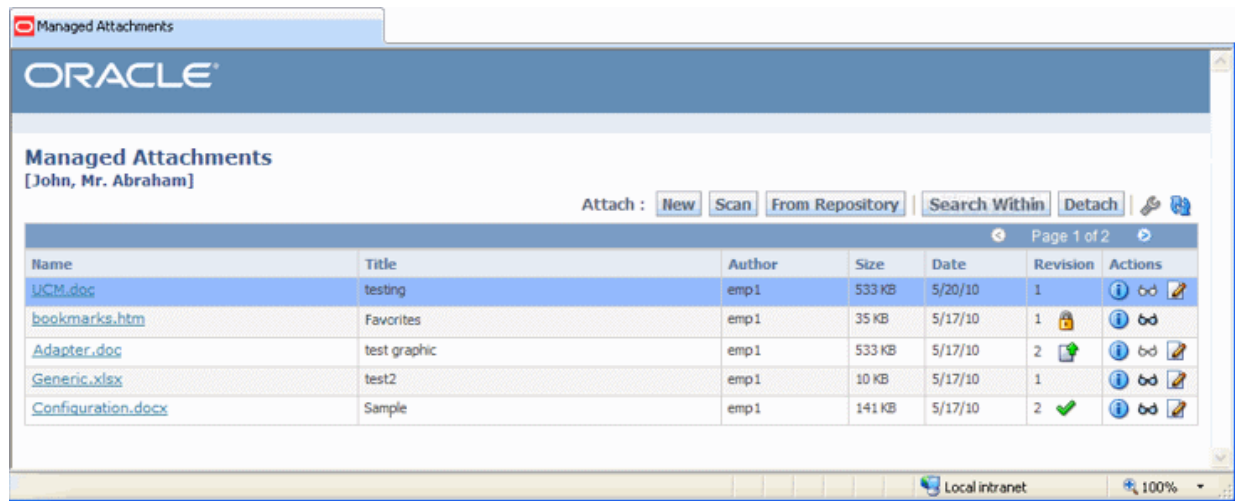 Managed Attachments
ORACLE®
Managed Attachments
[John, Mr. Abraham]
Attach : New Scan From Repository Search Within Detach
Page 1 of 2
Name Title Author Size Date Revision Actions
UCM.doc testing emp1 533 KB 5/20/10 1
bookmarks.htm Favorites emp1 35 KB 5/17/10 1
Adapter.doc test graphic emp1 533 KB 5/17/10 2
Generic.xlsx test2 emp1 10 KB 5/17/10 1
Configuration.docx Sample emp1 141 KB 5/17/10 2
Local intranet 100%